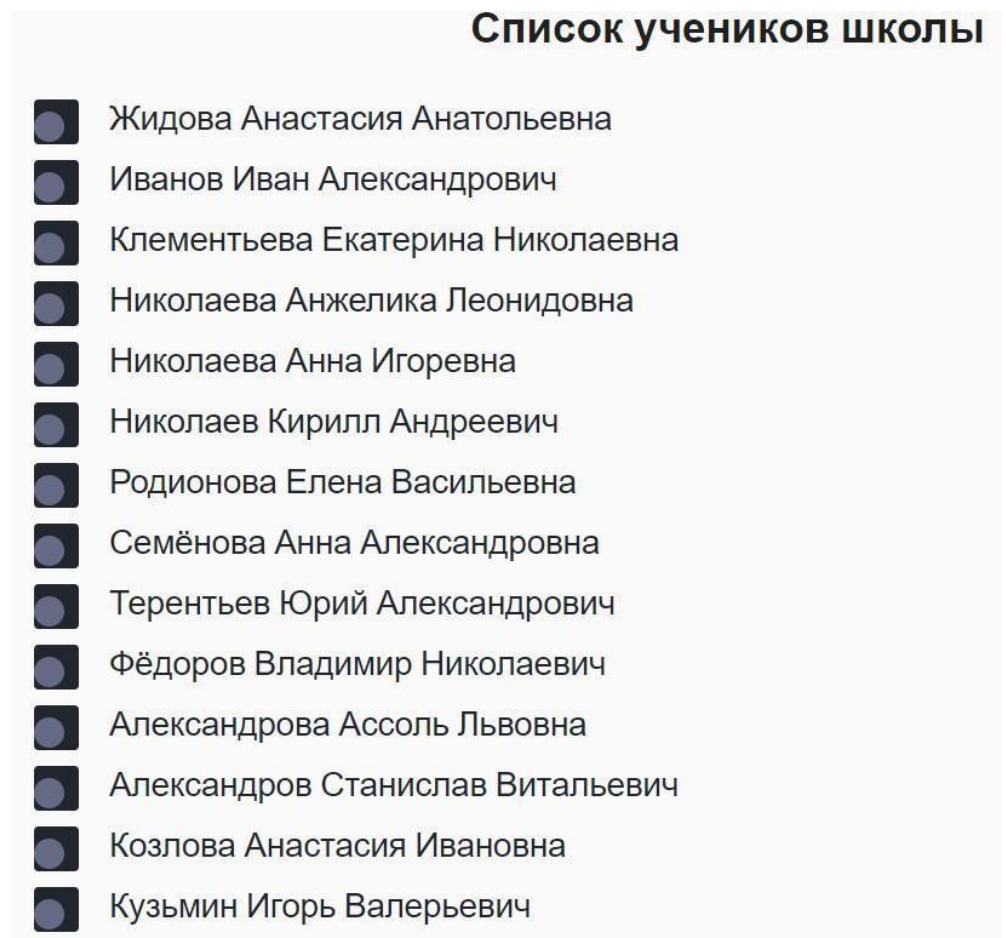 Список учеников школы
Жидова Анастасия Анатольевна
Иванов Иван Александрович
Клементьева Екатерина Николаевна
Николаева Анжелика Леонидовна
Николаева Анна Игоревна
Николаев Кирилл Андреевич
Родионова Елена Васильевна
Семёнова Анна Александровна
Терентьев Юрий Александрович
Фёдоров Владимир Николаевич
Александрова Ассоль Львовна
Александров Станислав Витальевич
Козлова Анастасия Ивановна
Кузьмин Игорь Валерьевич